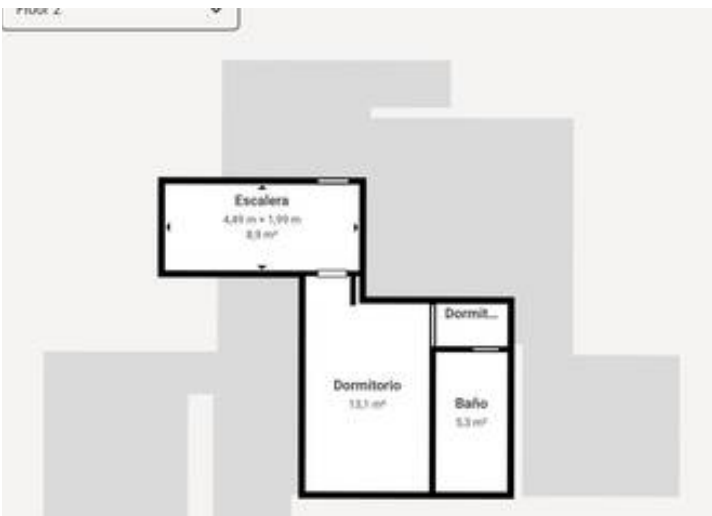 Floor 2
Escalera
4,49 m × 1,99 m
8,9 m²
Dormit...
Dormitorio
13,1 m²
Baño
5,3 m²